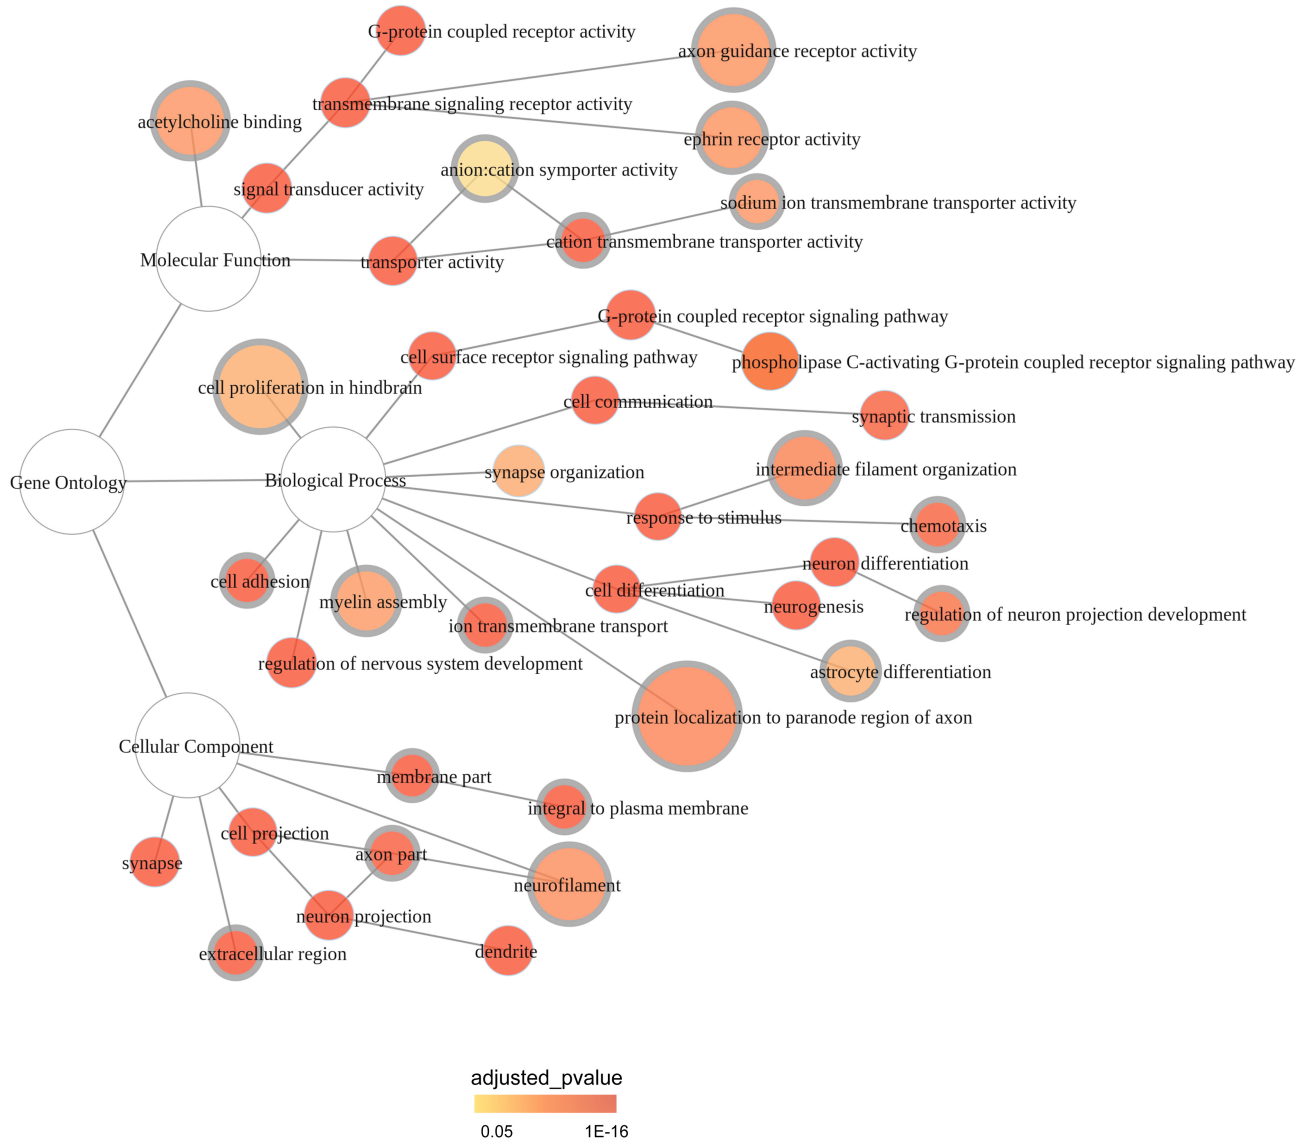 G-protein coupled receptor activity
axon guidance receptor activity
transmembrane signaling receptor activity
acetylcholine binding
ephrin receptor activity
anion:cation symporter activity
signal transducer activity
sodium ion transmembrane transporter activity
cation transmembrane transporter activity
Molecular Function
transporter activity
G-protein coupled receptor signaling pathway
cell surface receptor signaling pathway
phospholipase C-activating G-protein coupled receptor signaling pathway
cell proliferation in hindbrain
cell communication
synaptic transmission
intermediate filament organization
synapse organization
Biological Process
Gene Ontology
response to stimulus
chemotaxis
neuron differentiation
cell adhesion
cell differentiation
myelin assembly
neurogenesis
regulation of neuron projection development
ion transmembrane transport
regulation of nervous system development
astrocyte differentiation
protein localization to paranode region of axon
Cellular Component
membrane part
integral to plasma membrane
cell projection
axon part
synapse
neurofilament
neuron projection
dendrite
extracellular region
adjusted_pvalue
0.05 1E-16